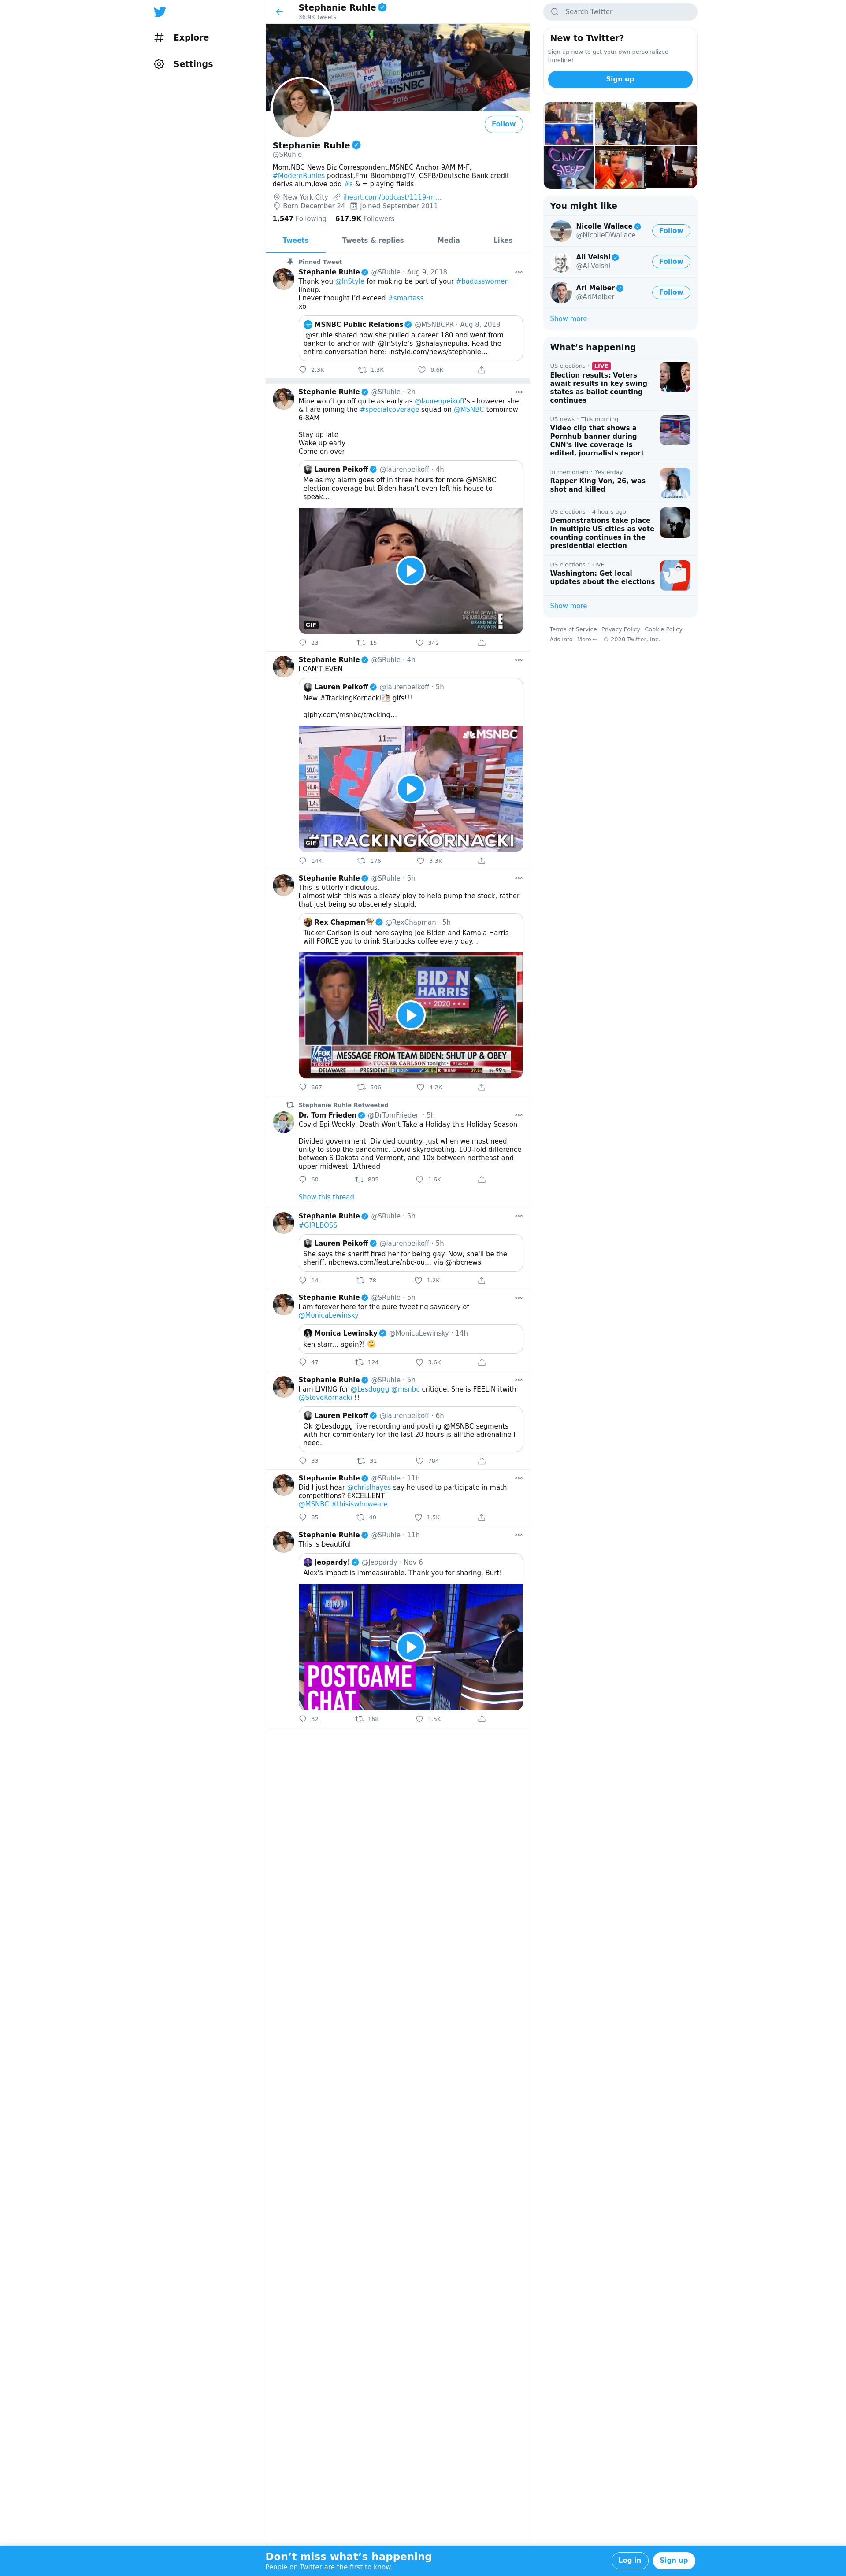 Explore
Settings
Stephanie Ruhle
36.9K Tweets
MSNBC
2016
Follow
Stephanie Ruhle
@SRuhle
Mom,NBC News Biz Correspondent,MSNBC Anchor 9AM M-F,
#ModernRuhles podcast,Fmr BloombergTV, CSFB/Deutsche Bank credit
derivs alum,love odd #s & = playing fields
New York City iheart.com/podcast/1119-m…
Born December 24 Joined September 2011
1,547 Following 617.9K Followers
Tweets Tweets & replies Media Likes
Pinned Tweet
Stephanie Ruhle @SRuhle · Aug 9, 2018
Thank you @InStyle for making be part of your #badasswomen
lineup.
I never thought I’d exceed #smartass
xo
MSNBC Public Relations @MSNBCPR · Aug 8, 2018
.@sruhle shared how she pulled a career 180 and went from
banker to anchor with @InStyle’s @shalaynepulia. Read the
entire conversation here: instyle.com/news/stephanie…
2.3K 1.3K 8.6K
Stephanie Ruhle @SRuhle · 2h
Mine won’t go off quite as early as @laurenpeikoff’s - however she
& I are joining the #specialcoverage squad on @MSNBC tomorrow
6-8AM
Stay up late
Wake up early
Come on over
Lauren Peikoff @laurenpeikoff · 4h
Me as my alarm goes off in three hours for more @MSNBC
election coverage but Biden hasn’t even left his house to
speak...
KEEPING UP WITH
THE KARDASHIANS
BRAND NEW
#KUWTK
E
GIF
23 15 342
Stephanie Ruhle @SRuhle · 4h
I CAN’T EVEN
Lauren Peikoff @laurenpeikoff · 5h
New #TrackingKornacki gifs!!!
giphy.com/msnbc/tracking…
11
MSNBC
GIF
#TRACKINGKORNACKI
144 176 3.3K
Stephanie Ruhle @SRuhle · 5h
This is utterly ridiculous.
I almost wish this was a sleazy ploy to help pump the stock, rather
that just being so obscenely stupid.
Rex Chapman @RexChapman · 5h
Tucker Carlson is out here saying Joe Biden and Kamala Harris
will FORCE you to drink Starbucks coffee every day...
BIDEN
HARRIS
2020
FOX
NEWS
MESSAGE FROM TEAM BIDEN: SHUT UP & OBEY
TUCKER CARLSON tonight
DELAWARE PRESIDENT
667 506 4.2K
Stephanie Ruhle Retweeted
Dr. Tom Frieden @DrTomFrieden · 5h
Covid Epi Weekly: Death Won’t Take a Holiday this Holiday Season
Divided government. Divided country. Just when we most need
unity to stop the pandemic. Covid skyrocketing. 100-fold difference
between S Dakota and Vermont, and 10x between northeast and
upper midwest. 1/thread
60 805 1.6K
Show this thread
Stephanie Ruhle @SRuhle · 5h
#GIRLBOSS
Lauren Peikoff @laurenpeikoff · 5h
She says the sheriff fired her for being gay. Now, she’ll be the
sheriff. nbcnews.com/feature/nbc-ou… via @nbcnews
14 78 1.2K
Stephanie Ruhle @SRuhle · 5h
I am forever here for the pure tweeting savagery of
@MonicaLewinsky
Monica Lewinsky @MonicaLewinsky · 14h
ken starr... again?!
47 124 3.6K
Stephanie Ruhle @SRuhle · 5h
I am LIVING for @Lesdoggg @msnbc critique. She is FEELIN itwith
@SteveKornacki !!
Lauren Peikoff @laurenpeikoff · 6h
Ok @Lesdoggg live recording and posting @MSNBC segments
with her commentary for the last 20 hours is all the adrenaline I
need.
33 31 784
Stephanie Ruhle @SRuhle · 11h
Did I just hear @chrislhayes say he used to participate in math
competitions? EXCELLENT
@MSNBC #thisiswhoweare
85 40 1.5K
Stephanie Ruhle @SRuhle · 11h
This is beautiful
Jeopardy! @Jeopardy · Nov 6
Alex’s impact is immeasurable. Thank you for sharing, Burt!
POSTGAME
CHAT
32 168 1.5K
Search Twitter
New to Twitter?
Sign up now to get your own personalized
timeline!
Sign up
CAN'T
SLEEP
You might like
Nicolle Wallace
@NicolleDWallace
Follow
Ali Velshi
@AliVelshi
Follow
Ari Melber
@AriMelber
Follow
Show more
What’s happening
US elections · LIVE
Election results: Voters
await results in key swing
states as ballot counting
continues
US news · This morning
Video clip that shows a
Pornhub banner during
CNN's live coverage is
edited, journalists report
In memoriam · Yesterday
Rapper King Von, 26, was
shot and killed
US elections · 4 hours ago
Demonstrations take place
in multiple US cities as vote
counting continues in the
presidential election
US elections · LIVE
Washington: Get local
updates about the elections
Show more
Terms of Service Privacy Policy Cookie Policy
Ads info More © 2020 Twitter, Inc.
Don’t miss what’s happening
People on Twitter are the first to know.
Log in Sign up